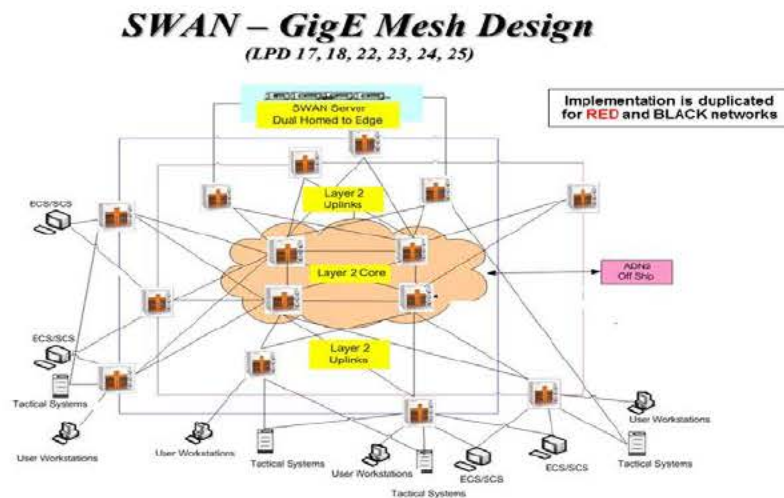 SWAN – GigE Mesh Design
(LPD 17, 18, 22, 23, 24, 25)
SWAN Server
Dual Homed to Edge
Implementation is duplicated
for RED and BLACK networks
ECS/SCS
Layer 2
Uplinks
Layer 2 Core
ADNS
Off Ship
ECS/SCS
Layer 2
Uplinks
Tactical Systems
User Workstations
User Workstations
Tactical Systems
User Workstations
Tactical Systems
ECS/SCS
ECS/SCS
User Workstations
Tactical Systems